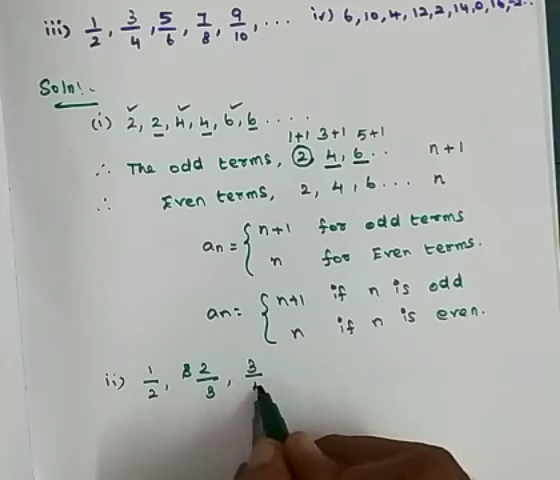 iii) 1/2, 3/4, 5/6, 7/8, 9/10, ... iv) 6, 10, 4, 12, 2, 14, 0, 16, -2..
Soln:-
(i) 2, 2, 4, 4, 6, 6 ....
1+1 3+1 5+1
∴ The odd terms, 2 4, 6 .. n+1
∴ Even terms, 2, 4, 6 ... n
an = { n+1 for odd terms
n for Even terms.
an = { n+1 if n is odd
n if n is even.
ii) 1/2, 2/3, 3/